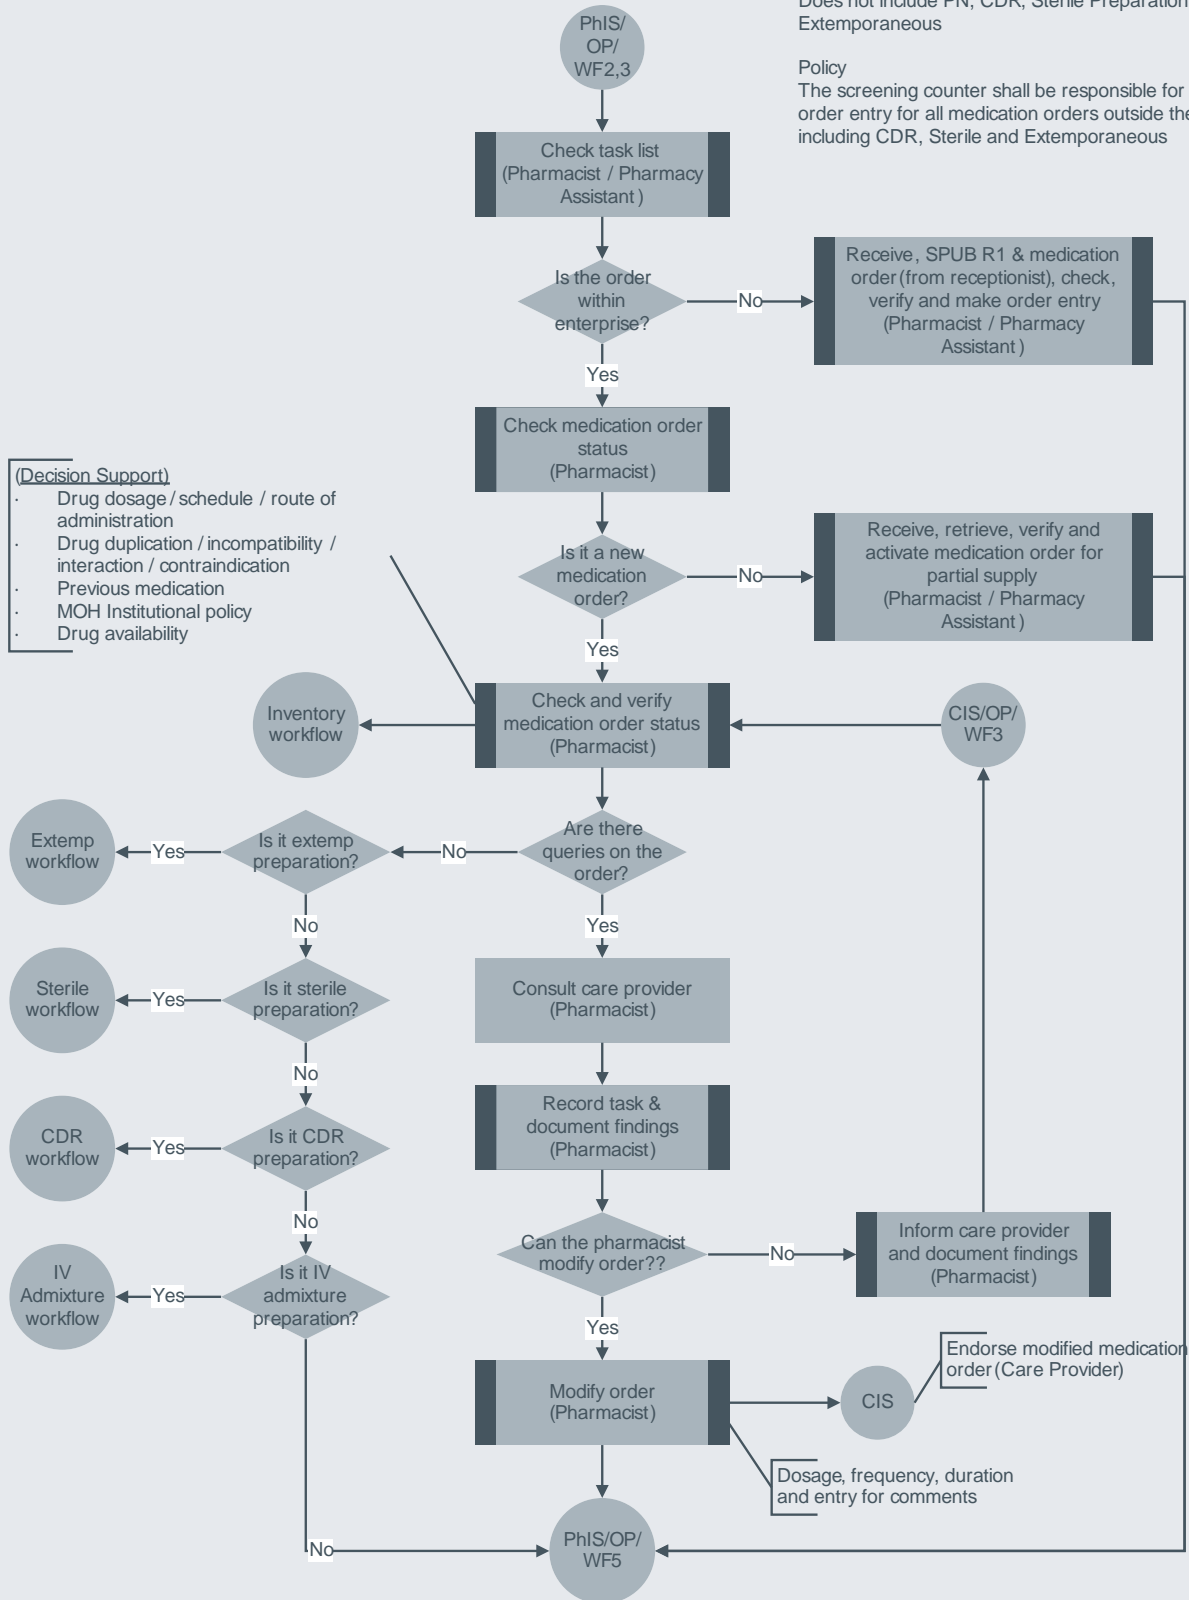 Does not include PN, CDR, Sterile Preparation
Extemporaneous
PhIS/
OP/
WF2,3
Policy
The screening counter shall be responsible for
order entry for all medication orders outside the
including CDR, Sterile and Extemporaneous
Check task list
(Pharmacist / Pharmacy
Assistant )
Is the order
within
enterprise?
No
Receive, SPUB R1 & medication
order (from receptionist), check,
verify and make order entry
(Pharmacist / Pharmacy
Assistant )
Yes
Check medication order
status
(Pharmacist)
(Decision Support)
· Drug dosage / schedule / route of
administration
· Drug duplication / incompatibility /
interaction / contraindication
· Previous medication
· MOH Institutional policy
· Drug availability
Is it a new
medication
order?
No
Receive, retrieve, verify and
activate medication order for
partial supply
(Pharmacist / Pharmacy
Assistant )
Yes
Inventory
workflow
Check and verify
medication order status
(Pharmacist)
CIS/OP/
WF3
Extemp
workflow
Yes
Is it extemp
preparation?
No
Are there
queries on the
order?
No
Yes
Sterile
workflow
Yes
Is it sterile
preparation?
Consult care provider
(Pharmacist)
No
Record task &
document findings
(Pharmacist)
CDR
workflow
Yes
Is it CDR
preparation?
No
Can the pharmacist
modify order??
No
Inform care provider
and document findings
(Pharmacist)
IV
Admixture
workflow
Yes
Is it IV
admixture
preparation?
Yes
Modify order
(Pharmacist)
CIS
Endorse modified medication
order (Care Provider)
Dosage, frequency, duration
and entry for comments
No
PhIS/OP/
WF5